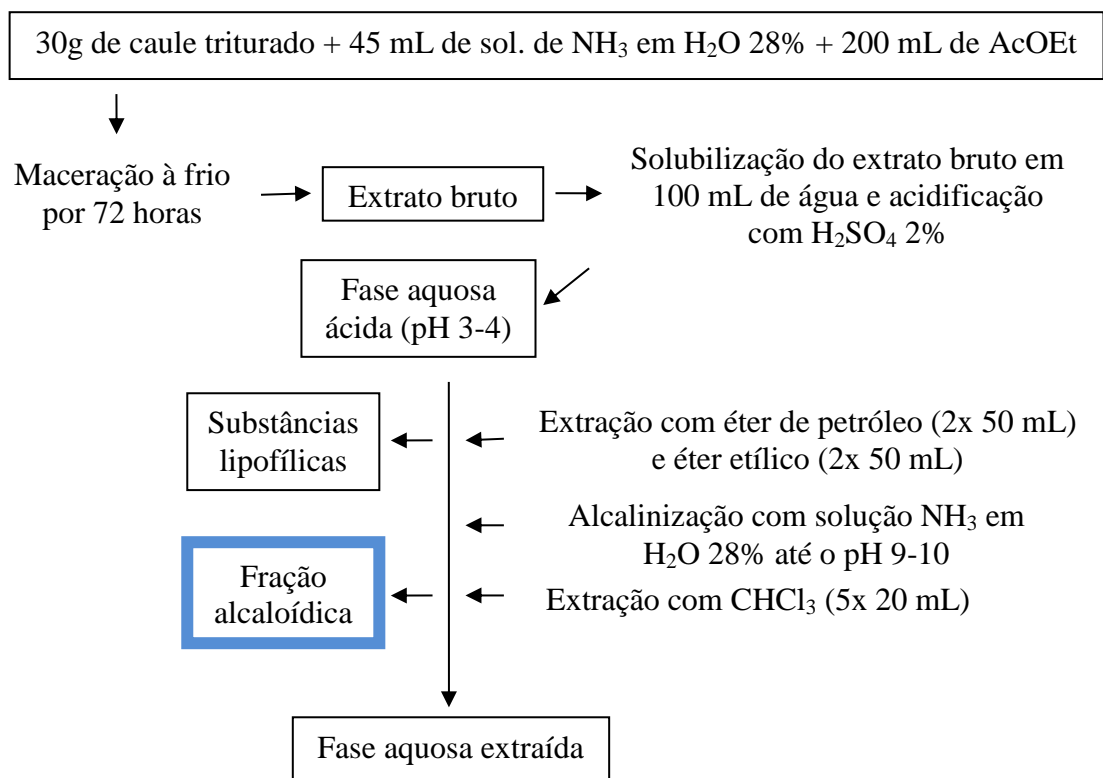 30g de caule triturado + 45 mL de sol. de NH₃ em H₂O 28% + 200 mL de AcOEt
Maceração à frio
por 72 horas
Extrato bruto
Solubilização do extrato bruto em
100 mL de água e acidificação
com H₂SO₄ 2%
Fase aquosa
ácida (pH 3-4)
Substâncias
lipofílicas
Extração com éter de petróleo (2x 50 mL)
e éter etílico (2x 50 mL)
Alcalinização com solução NH₃ em
H₂O 28% até o pH 9-10
Fração
alcaloídica
Extração com CHCl₃ (5x 20 mL)
Fase aquosa extraída